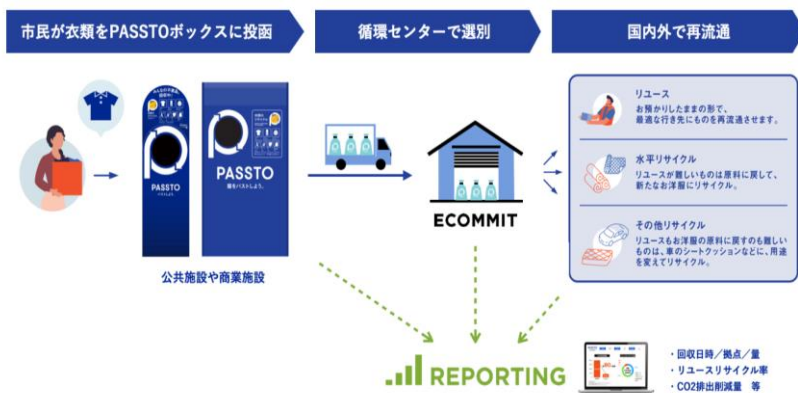 市民が衣類をPASSTOボックスに投函
循環センターで選別
国内外で再流通
PASSTO
PASSTO
服をパストしよう。
公共施設や商業施設
ECOMMIT
リユース
お預かりしたままの形で、
最適な行き先にものを再流通させます。
水平リサイクル
リユースが難しいものは原料に戻して、
新たなお洋服にリサイクル。
その他リサイクル
リユースもお洋服の原料に戻すのも難しい
ものは、車のシートクッションなどに、用途
を変えてリサイクル。
REPORTING
・回収日時／拠点／量
・リユースリサイクル率
・CO2排出削減量 等